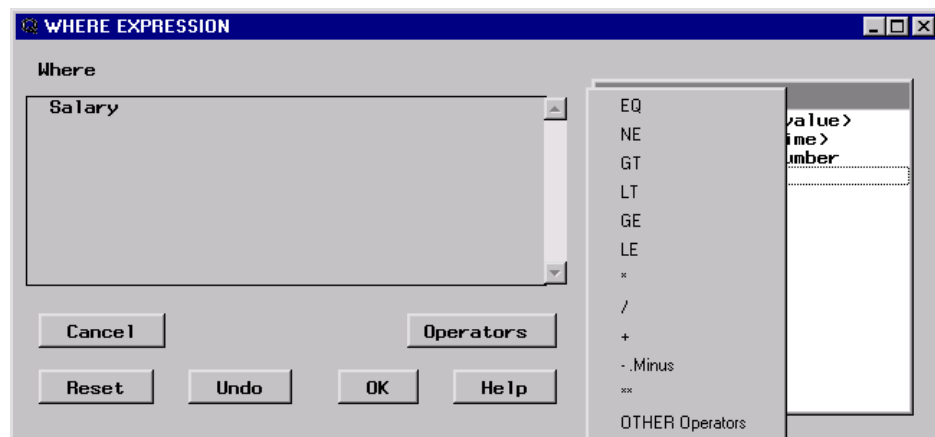 WHERE EXPRESSION
Where
Salary
Cancel
Operators
Reset
Undo
OK
Help
EQ
NE
GT
LT
GE
LE
*
/
+
- .Minus
**
OTHER Operators